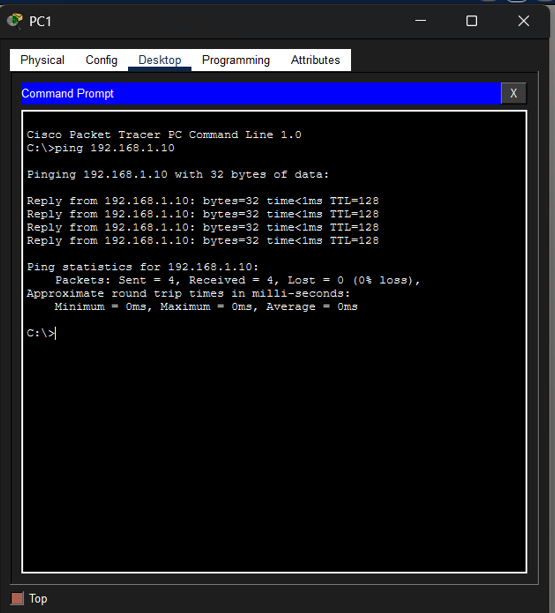 PC1
Physical Config Desktop Programming Attributes
Command Prompt
X
Cisco Packet Tracer PC Command Line 1.0
C:\>ping 192.168.1.10
Pinging 192.168.1.10 with 32 bytes of data:
Reply from 192.168.1.10: bytes=32 time<1ms TTL=128
Reply from 192.168.1.10: bytes=32 time<1ms TTL=128
Reply from 192.168.1.10: bytes=32 time<1ms TTL=128
Reply from 192.168.1.10: bytes=32 time<1ms TTL=128
Ping statistics for 192.168.1.10:
    Packets: Sent = 4, Received = 4, Lost = 0 (0% loss),
Approximate round trip times in milli-seconds:
    Minimum = 0ms, Maximum = 0ms, Average = 0ms
C:\>
Top